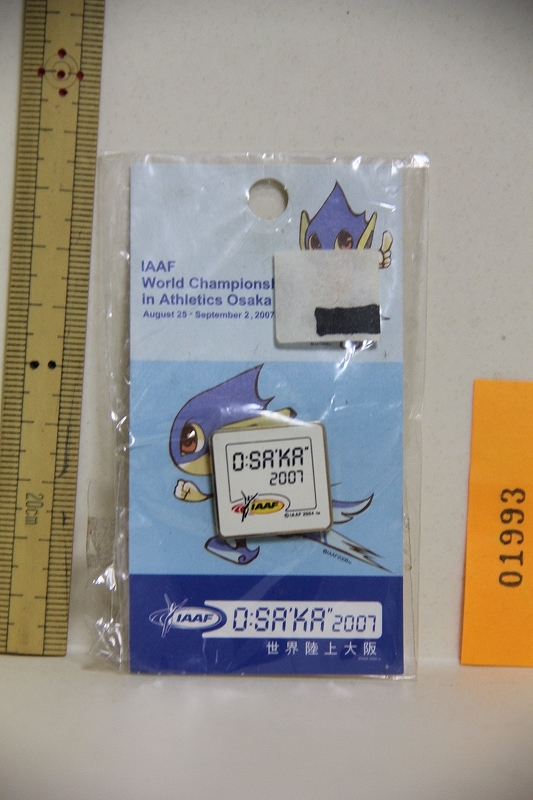 IAAF
World Champions
in Athletics Osaka
August 25 - September 2, 2007
O:SA'KA"
2007
IAAF
©IAAF 2004 ™
IAAF O:SA'KA" 2007
世界陸上大阪
20cm
01993